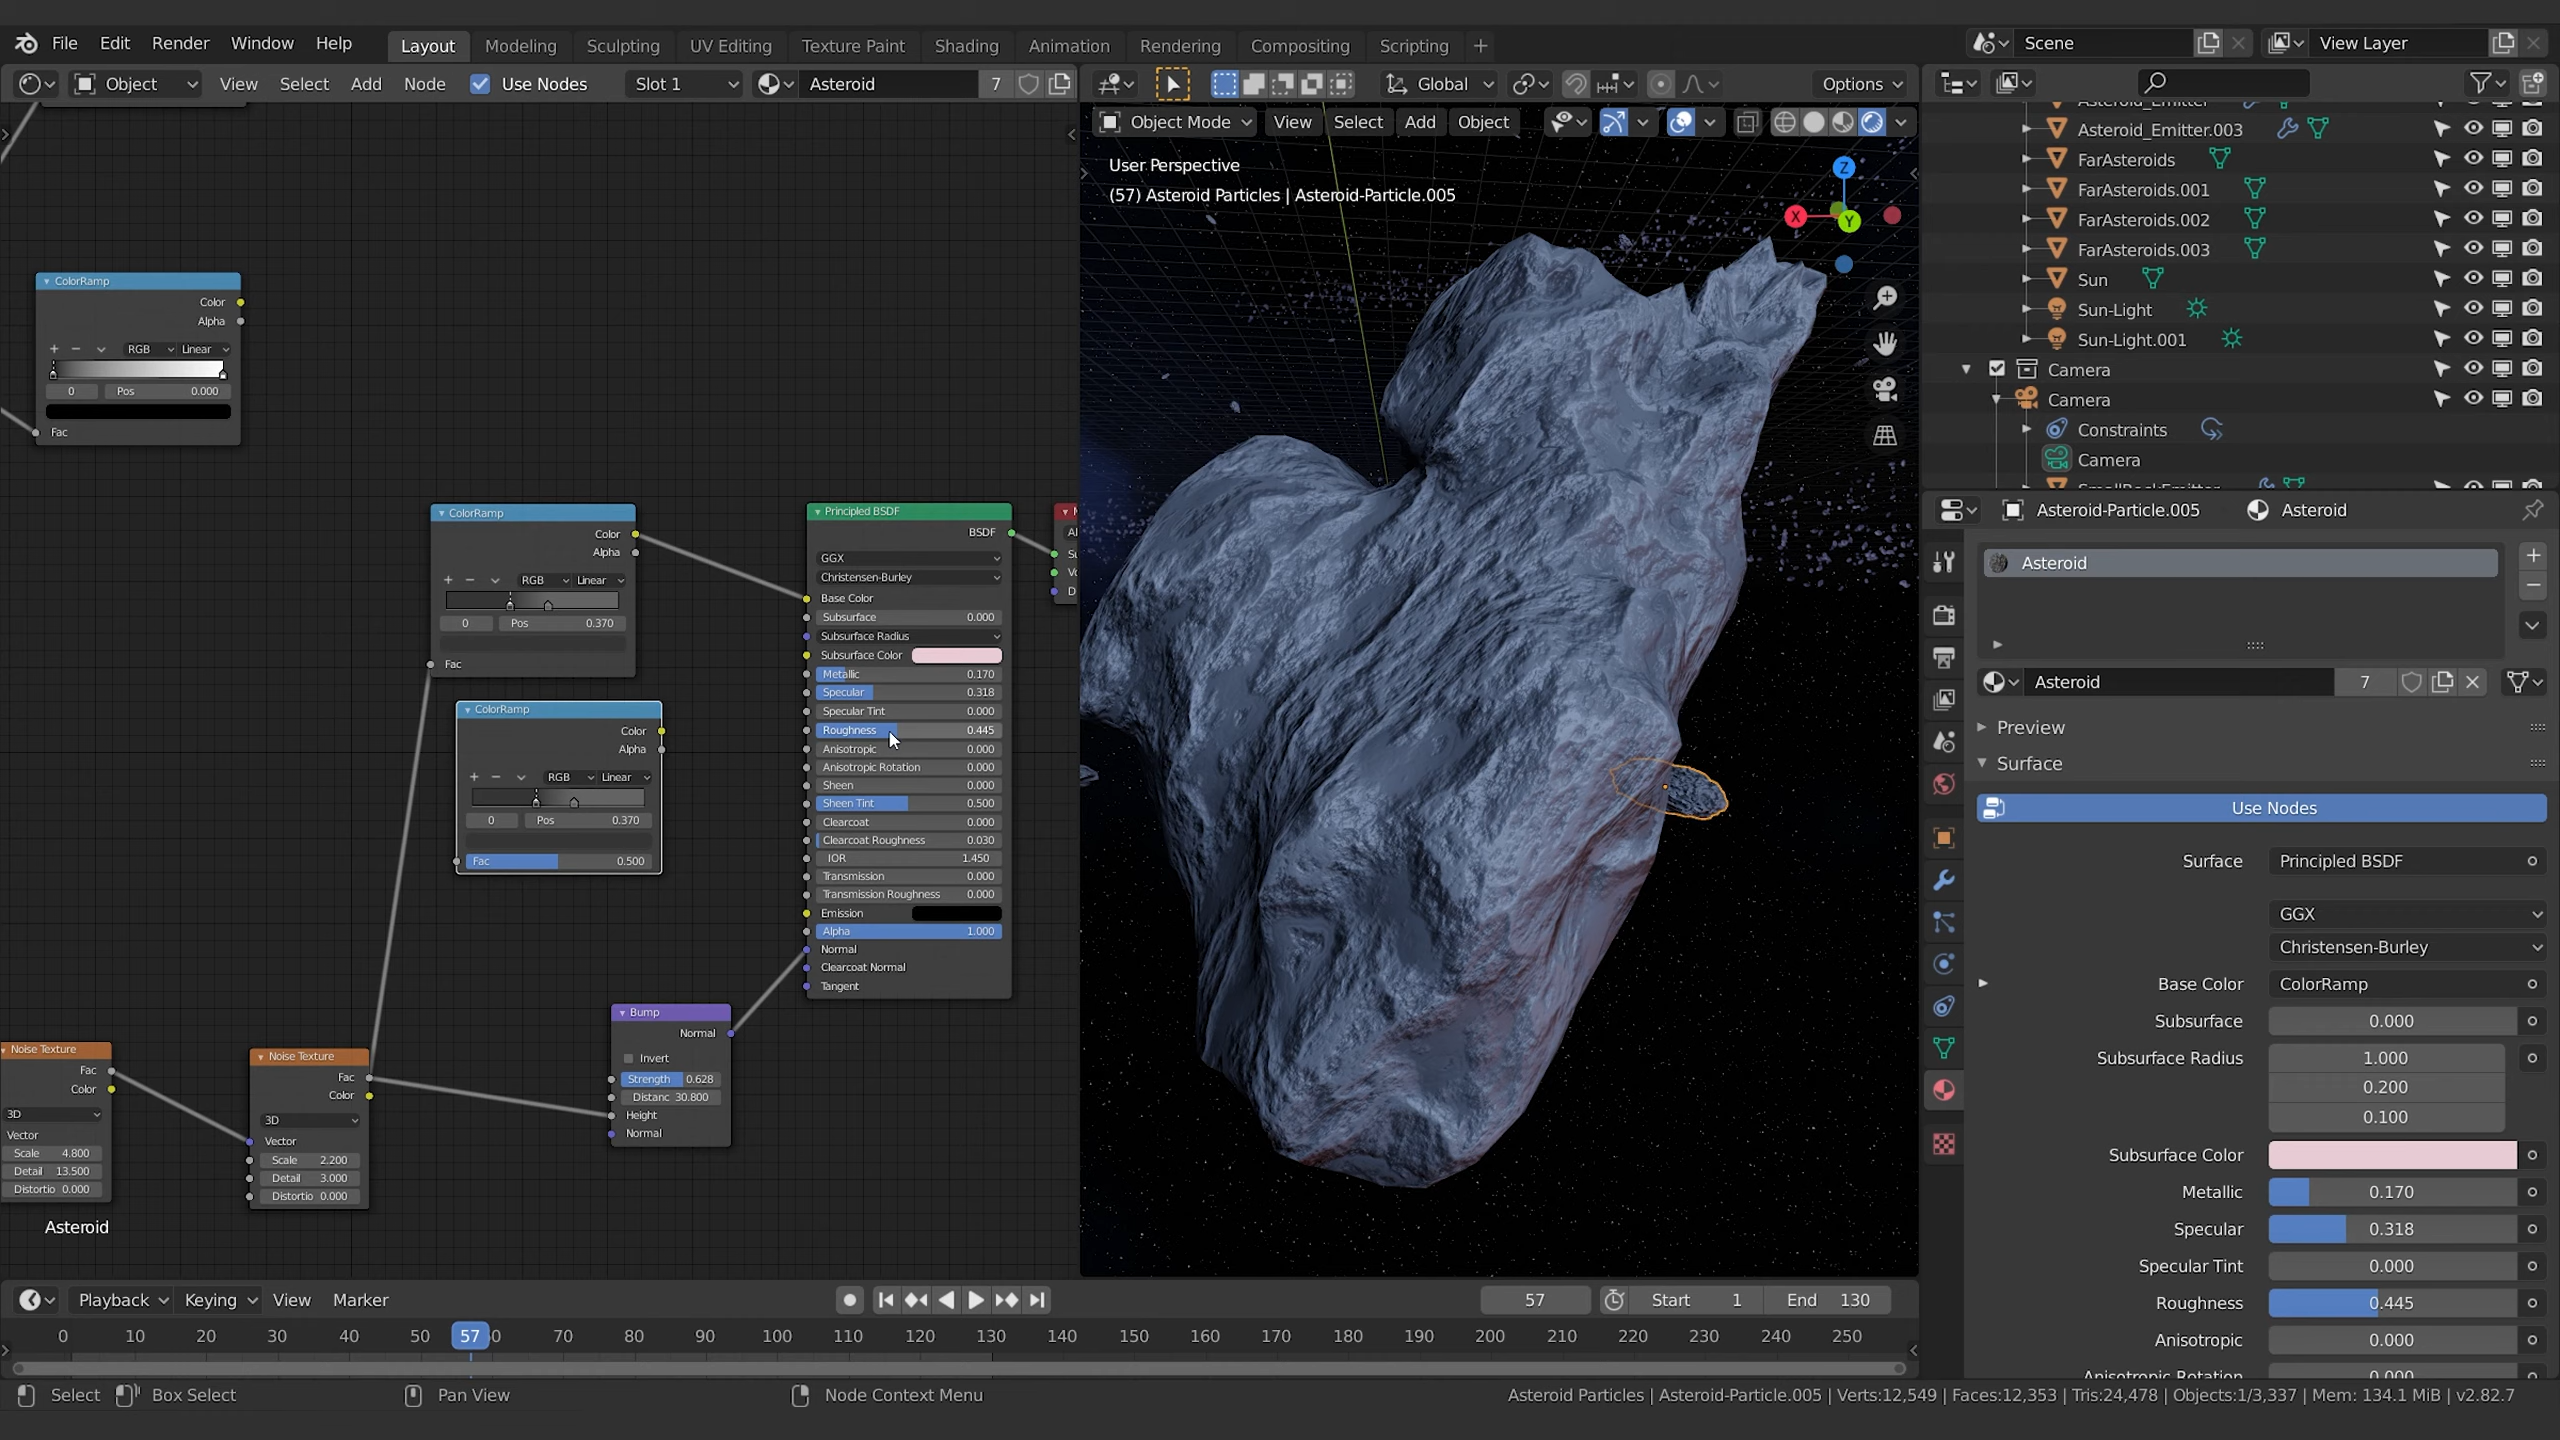 File Edit Render Window Help Layout Modeling Sculpting UV Editing Texture Paint Shading Animation Rendering Compositing Scripting + Scene View Layer
Object View Select Add Node Use Nodes Slot 1 Asteroid 7
Global Options
Object Mode View Select Add Object
User Perspective
(57) Asteroid Particles | Asteroid-Particle.005
Z
X
Y
ColorRamp
Color
Alpha
RGB Linear
0 Pos 0.000
Fac
ColorRamp
Color
Alpha
RGB Linear
0 Pos 0.370
Fac
ColorRamp
Color
Alpha
RGB Linear
0 Pos 0.370
Fac 0.500
Principled BSDF
BSDF
GGX
Christensen-Burley
Base Color
Subsurface 0.000
Subsurface Radius
Subsurface Color
Metallic 0.170
Specular 0.318
Specular Tint 0.000
Roughness 0.445
Anisotropic 0.000
Anisotropic Rotation 0.000
Sheen 0.000
Sheen Tint 0.500
Clearcoat 0.000
Clearcoat Roughness 0.030
IOR 1.450
Transmission 0.000
Transmission Roughness 0.000
Emission
Alpha 1.000
Normal
Clearcoat Normal
Tangent
Bump
Normal
Invert
Strength 0.628
Distanc 30.800
Height
Normal
Noise Texture
Fac
Color
3D
Vector
Scale 4.800
Detail 13.500
Distortio 0.000
Noise Texture
Fac
Color
3D
Vector
Scale 2.200
Detail 3.000
Distortio 0.000
Asteroid
Asteroid_Emitter
Asteroid_Emitter.003
FarAsteroids
FarAsteroids.001
FarAsteroids.002
FarAsteroids.003
Sun
Sun-Light
Sun-Light.001
Camera
Camera
Constraints
Camera
SmallRockEmitter
Asteroid-Particle.005 Asteroid
Asteroid
Asteroid 7
Preview
Surface
Use Nodes
Surface Principled BSDF
GGX
Christensen-Burley
Base Color ColorRamp
Subsurface 0.000
Subsurface Radius 1.000
0.200
0.100
Subsurface Color
Metallic 0.170
Specular 0.318
Specular Tint 0.000
Roughness 0.445
Anisotropic 0.000
Anisotropic Rotation 0.000
Playback Keying View Marker 57 Start 1 End 130
0 10 20 30 40 50 57 70 80 90 100 110 120 130 140 150 160 170 180 190 200 210 220 230 240 250
Select Box Select Pan View Node Context Menu Asteroid Particles | Asteroid-Particle.005 | Verts:12,549 | Faces:12,353 | Tris:24,478 | Objects:1/3,337 | Mem: 134.1 MiB | v2.82.7